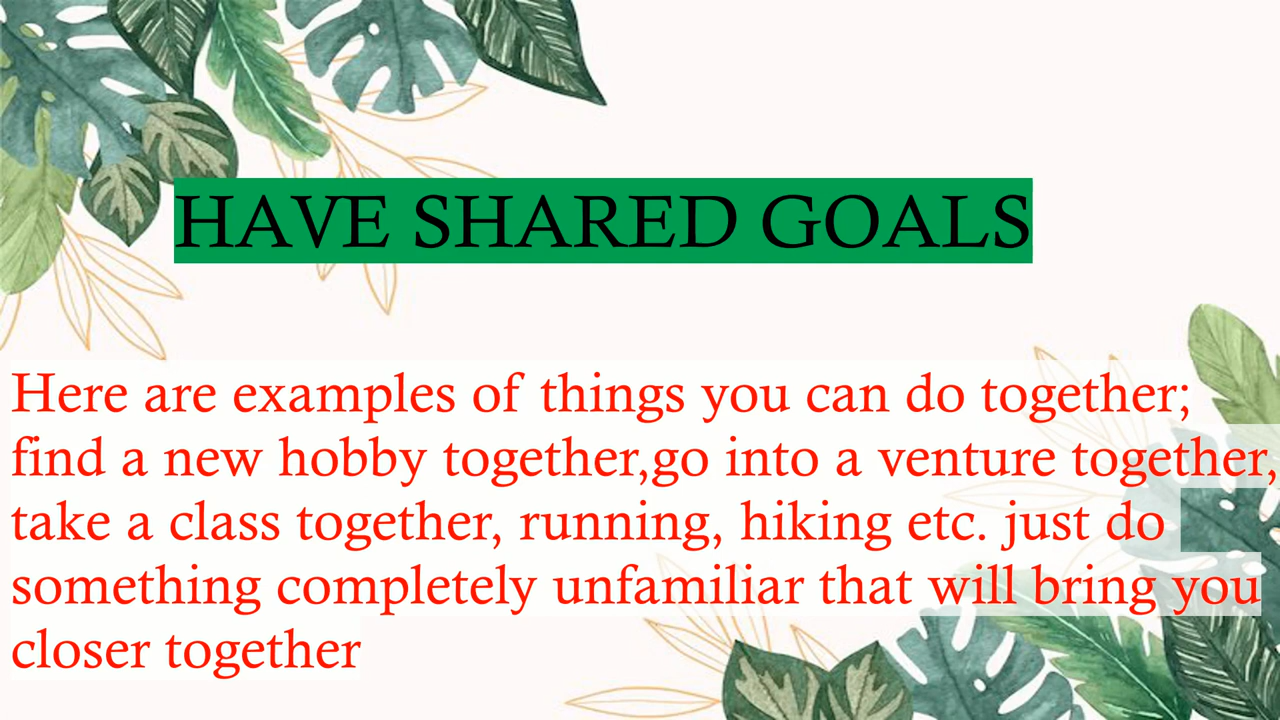 HAVE SHARED GOALS
Here are examples of things you can do together;
find a new hobby together,go into a venture together,
take a class together, running, hiking etc. just do
something completely unfamiliar that will bring you
closer together